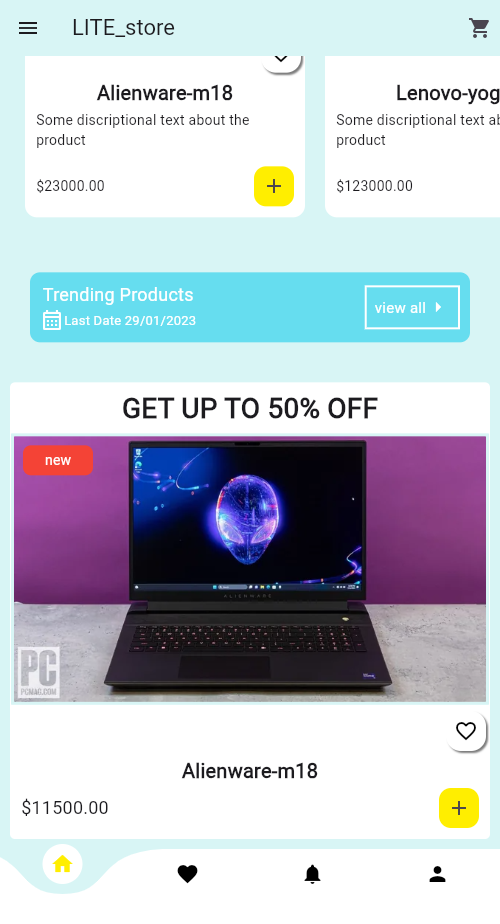 LITE_store
Alienware-m18
Some discriptional text about the
product
$23000.00
Lenovo-yog
Some discriptional text ab
product
$123000.00
Trending Products
Last Date 29/01/2023
view all
GET UP TO 50% OFF
new
ALIENWARE
PC
PCMAG.COM
Alienware-m18
$11500.00